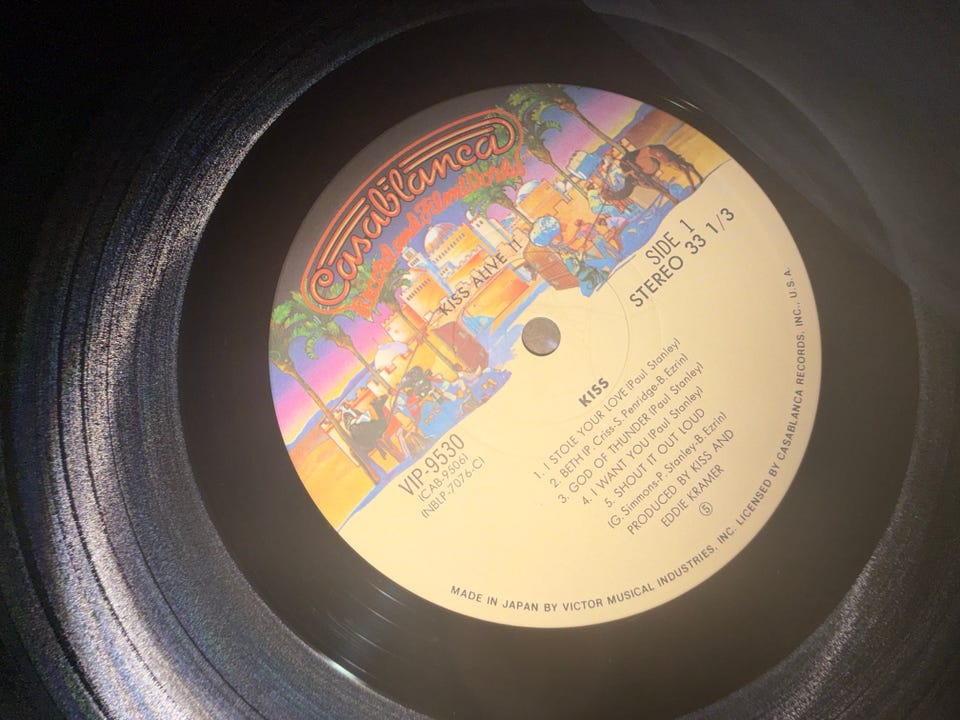 Casablanca
Record and FilmWorks
KISS ALIVE II
SIDE 1
STEREO 33 1/3
VIP-9530
(CAB-9506)
(NBLP-7076-C)
KISS
1. I STOLE YOUR LOVE (Paul Stanley)
2. BETH (P. Criss-S. Penridge-B. Ezrin)
3. GOD OF THUNDER (Paul Stanley)
4. I WANT YOU (Paul Stanley)
5. SHOUT IT OUT LOUD
(G. Simmons-P. Stanley-B. Ezrin)
PRODUCED BY KISS AND
EDDIE KRAMER
⑤
MADE IN JAPAN BY VICTOR MUSICAL INDUSTRIES, INC. LICENSED BY CASABLANCA RECORDS, INC., U.S.A.